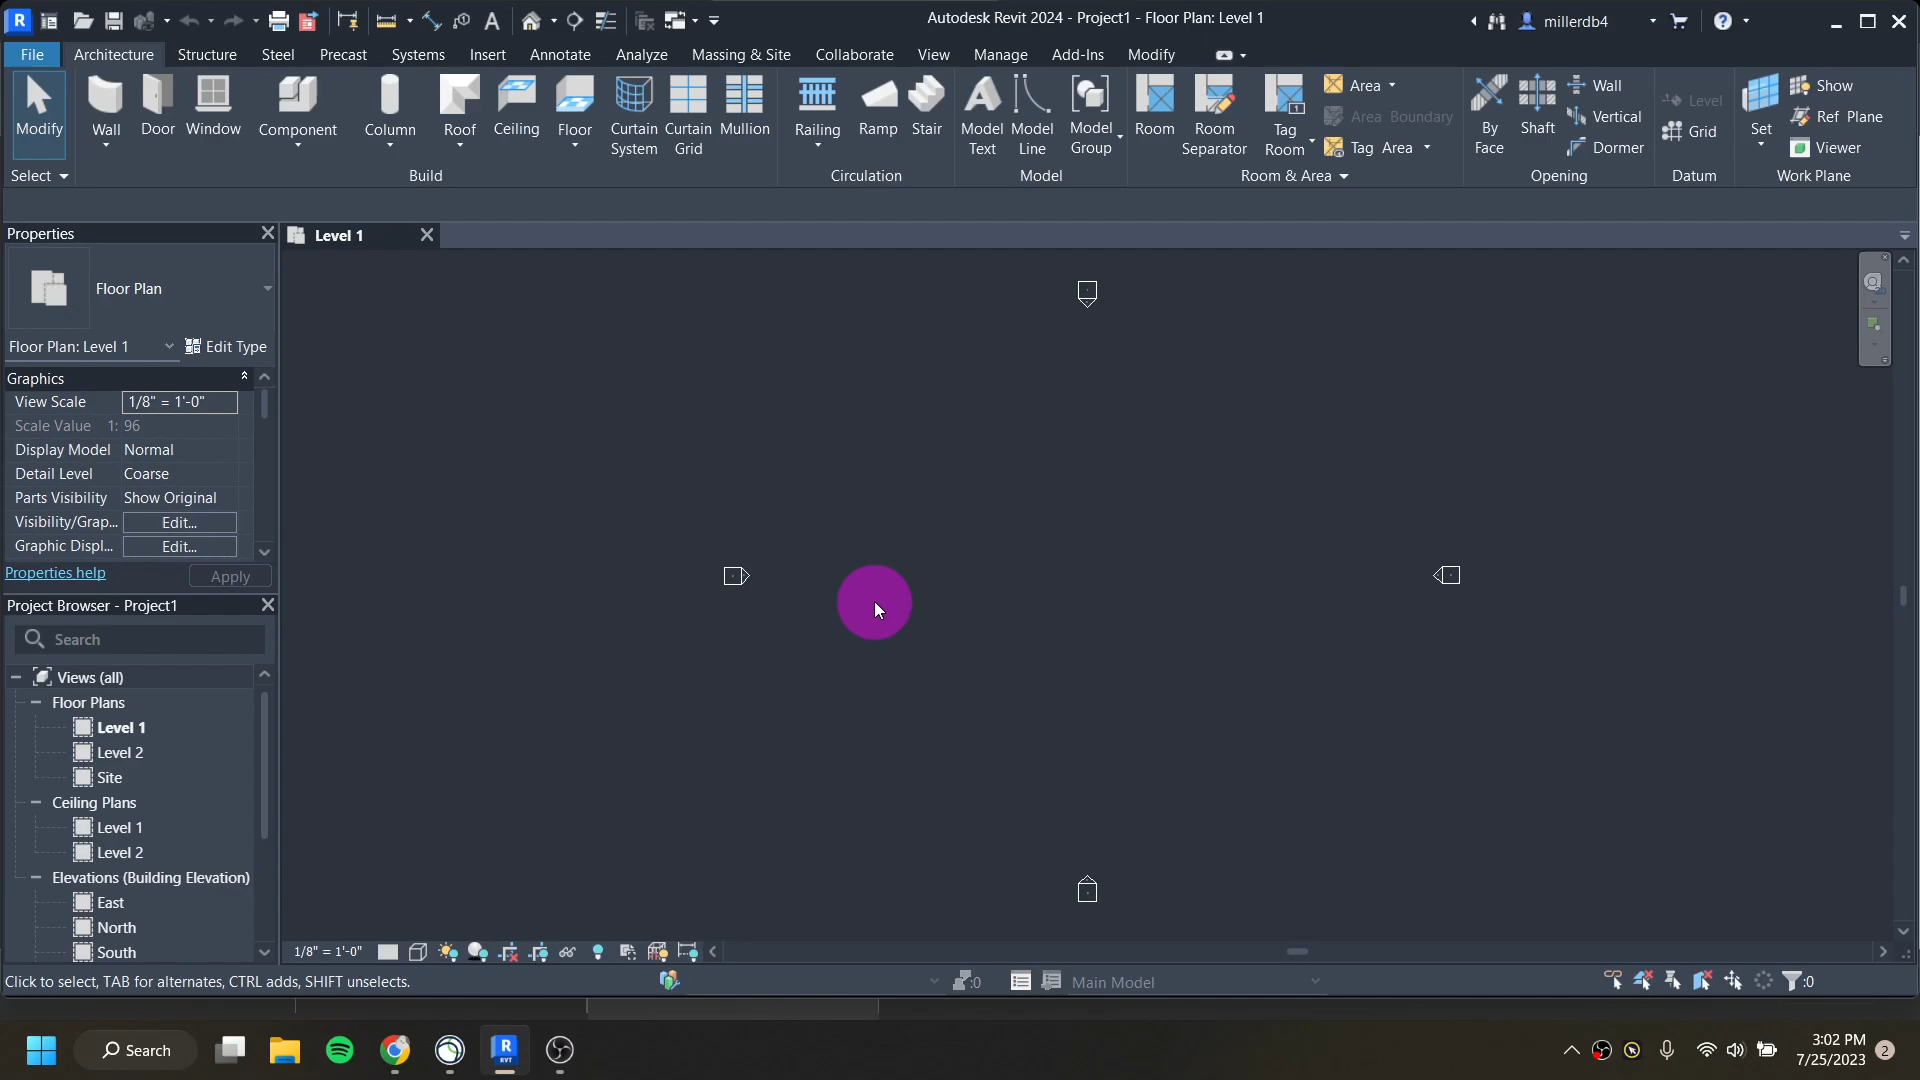 R Autodesk Revit 2024 - Project1 - Floor Plan: Level 1 millerdb4
File Architecture Structure Steel Precast Systems Insert Annotate Analyze Massing & Site Collaborate View Manage Add-Ins Modify
Modify Wall Door Window Component Column Roof Ceiling Floor Curtain System Curtain Grid Mullion Railing Ramp Stair Model Text Model Line Model Group Room Room Separator Tag Room
Area Area Boundary Tag Area
By Face Shaft Wall Vertical Dormer
Level Grid
Set Show Ref Plane Viewer
Select Build Circulation Model Room & Area Opening Datum Work Plane
Properties
Level 1
Floor Plan
Floor Plan: Level 1 Edit Type
Graphics
View Scale 1/8" = 1'-0"
Scale Value 1: 96
Display Model Normal
Detail Level Coarse
Parts Visibility Show Original
Visibility/Grap... Edit...
Graphic Displ... Edit...
Properties help Apply
Project Browser - Project1
Search
Views (all)
Floor Plans
Level 1
Level 2
Site
Ceiling Plans
Level 1
Level 2
Elevations (Building Elevation)
East
North
South
1/8" = 1'-0"
Click to select, TAB for alternates, CTRL adds, SHIFT unselects. :0 Main Model :0
Search R RVT 3:02 PM
7/25/2023 2